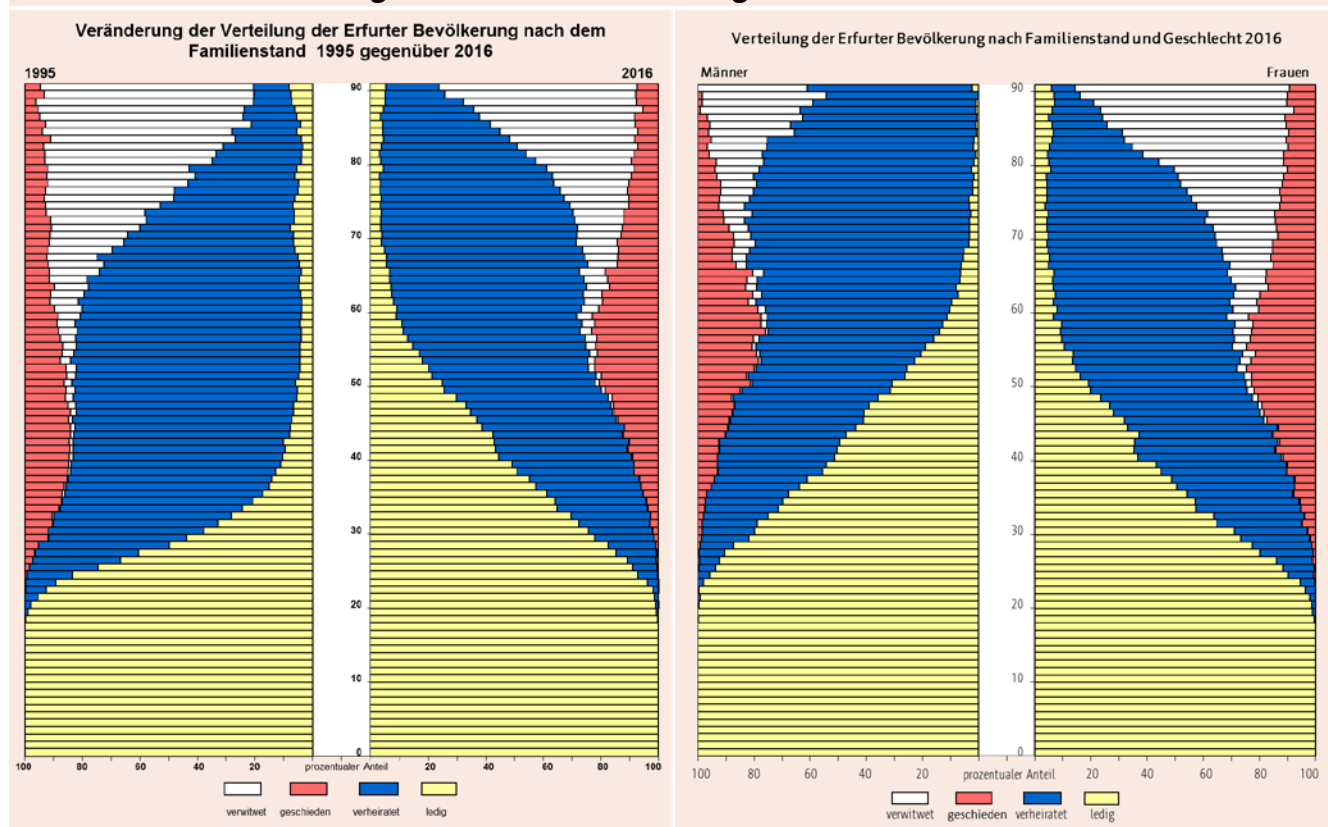 Veränderung der Verteilung der Erfurter Bevölkerung nach dem
Familienstand 1995 gegenüber 2016
1995
2016
90
80
70
60
50
40
30
20
10
0
100 80 60 40 20 prozentualer Anteil 20 40 60 80 100
verwitwet geschieden verheiratet ledig
Verteilung der Erfurter Bevölkerung nach Familienstand und Geschlecht 2016
Männer
Frauen
90
80
70
60
50
40
30
20
10
0
100 80 60 40 20 prozentualer Anteil 20 40 60 80 100
verwitwet geschieden verheiratet ledig